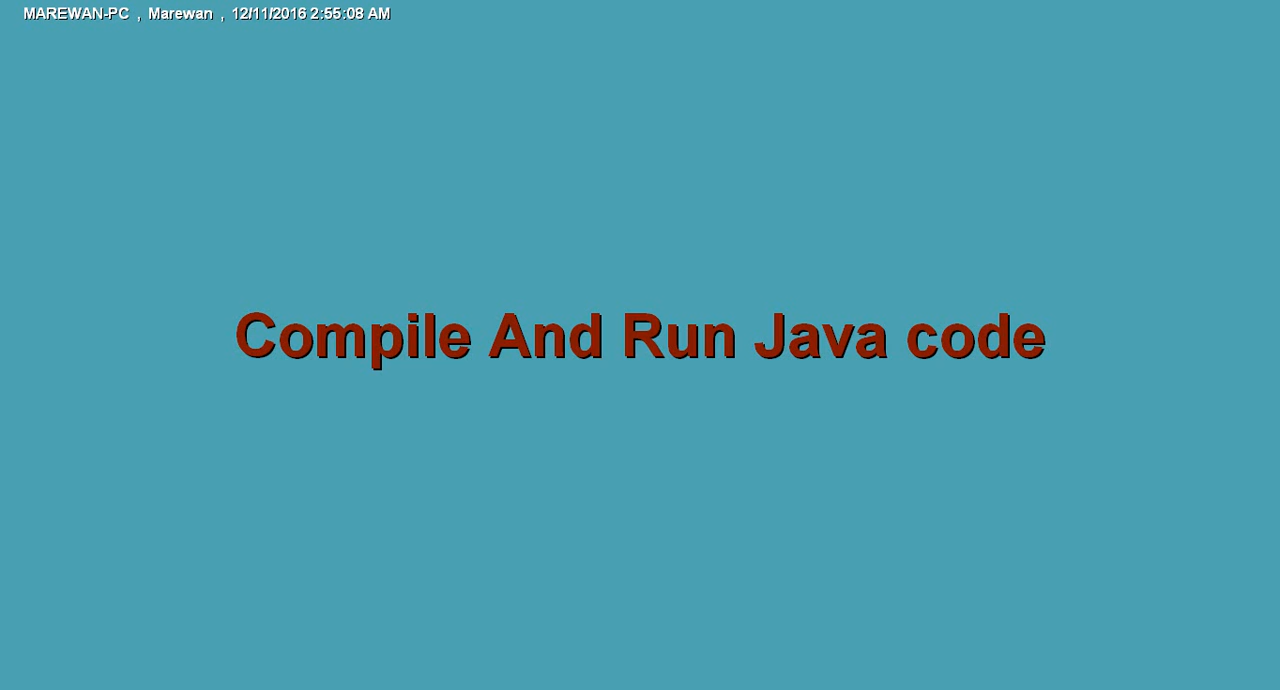 MAREWAN-PC , Marewan , 12/11/2016 2:55:08 AM
Compile And Run Java code